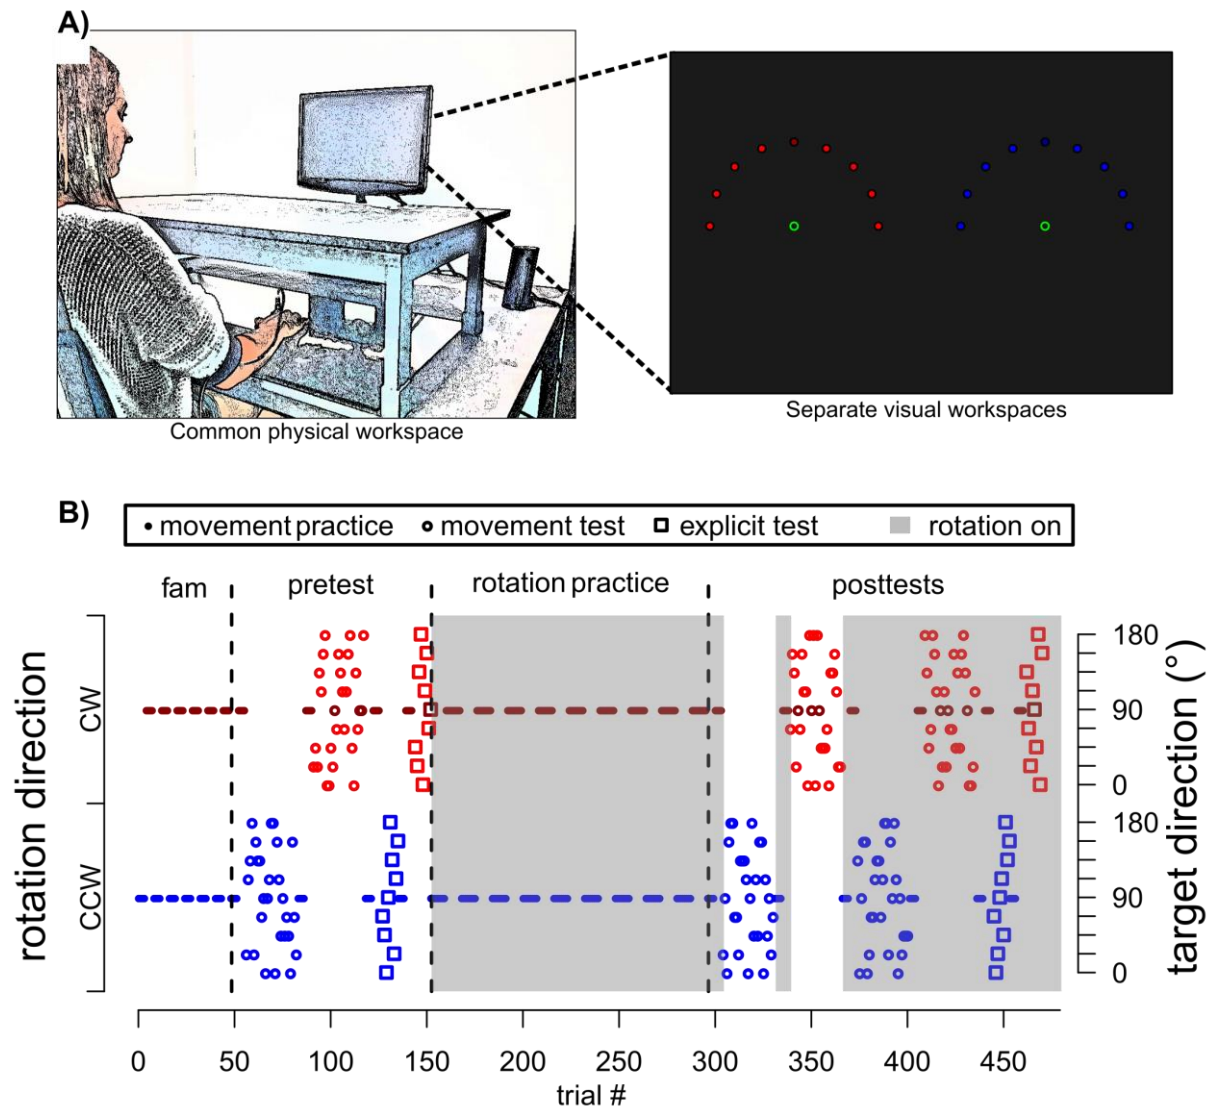 A)
Common physical workspace
Separate visual workspaces
B)
movement practice movement test explicit test rotation on
fam pretest rotation practice posttests
rotation direction
CW
CCW
180
90
0
180
90
0
target direction (°)
0 50 100 150 200 250 300 350 400 450
trial #